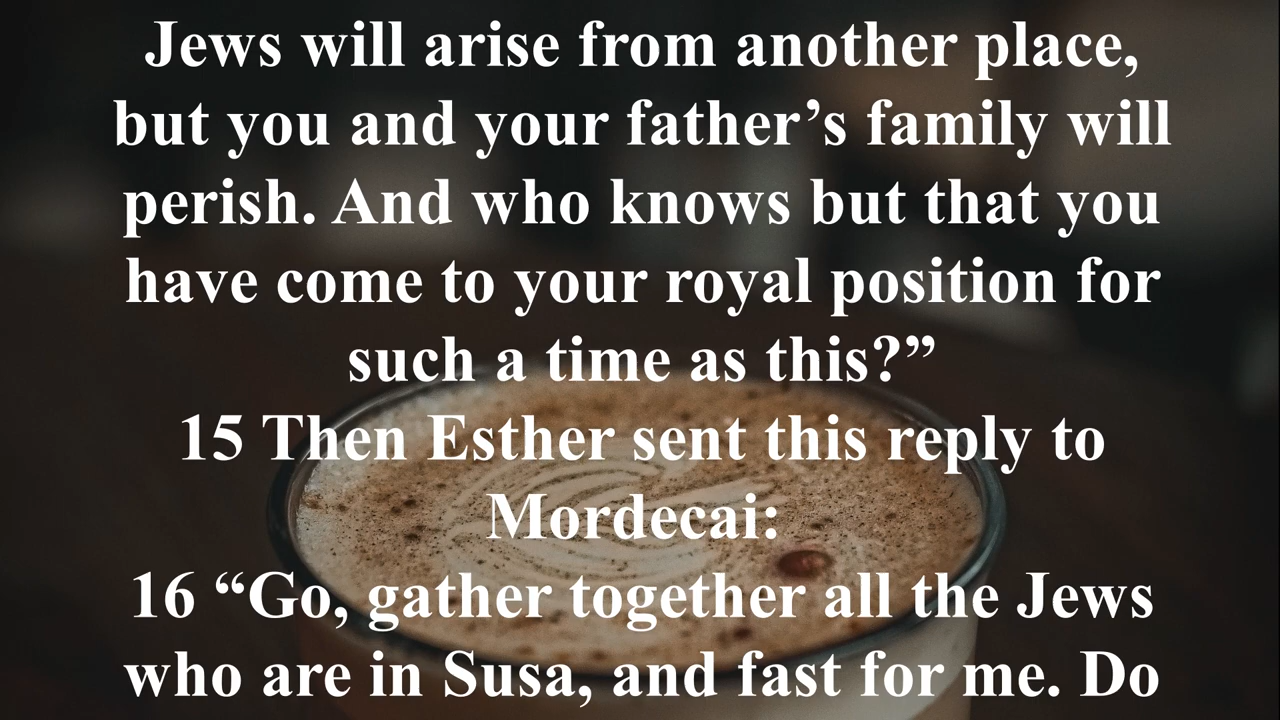 Jews will arise from another place,
but you and your father’s family will
perish. And who knows but that you
have come to your royal position for
such a time as this?”
15 Then Esther sent this reply to
Mordecai:
16 “Go, gather together all the Jews
who are in Susa, and fast for me. Do